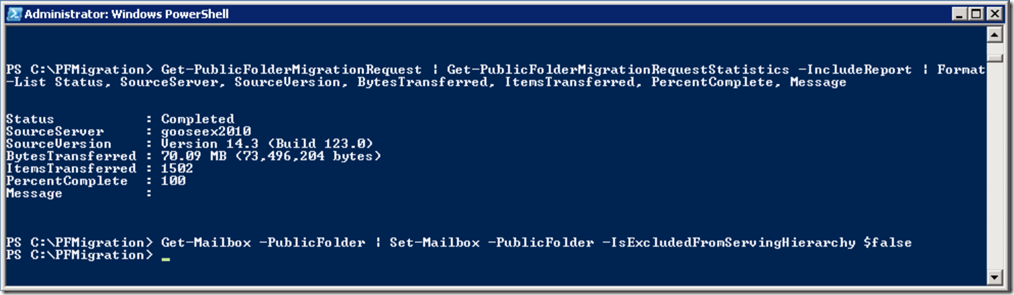 Administrator: Windows PowerShell
PS C:\PFMigration> Get-PublicFolderMigrationRequest | Get-PublicFolderMigrationRequestStatistics -IncludeReport | Format
-List Status, SourceServer, SourceVersion, BytesTransferred, ItemsTransferred, PercentComplete, Message
Status : Completed
SourceServer : gooseex2010
SourceVersion : Version 14.3 (Build 123.0)
BytesTransferred : 70.09 MB (73,496,204 bytes)
ItemsTransferred : 1502
PercentComplete : 100
Message :
PS C:\PFMigration> Get-Mailbox -PublicFolder | Set-Mailbox -PublicFolder -IsExcludedFromServingHierarchy $false
PS C:\PFMigration> _